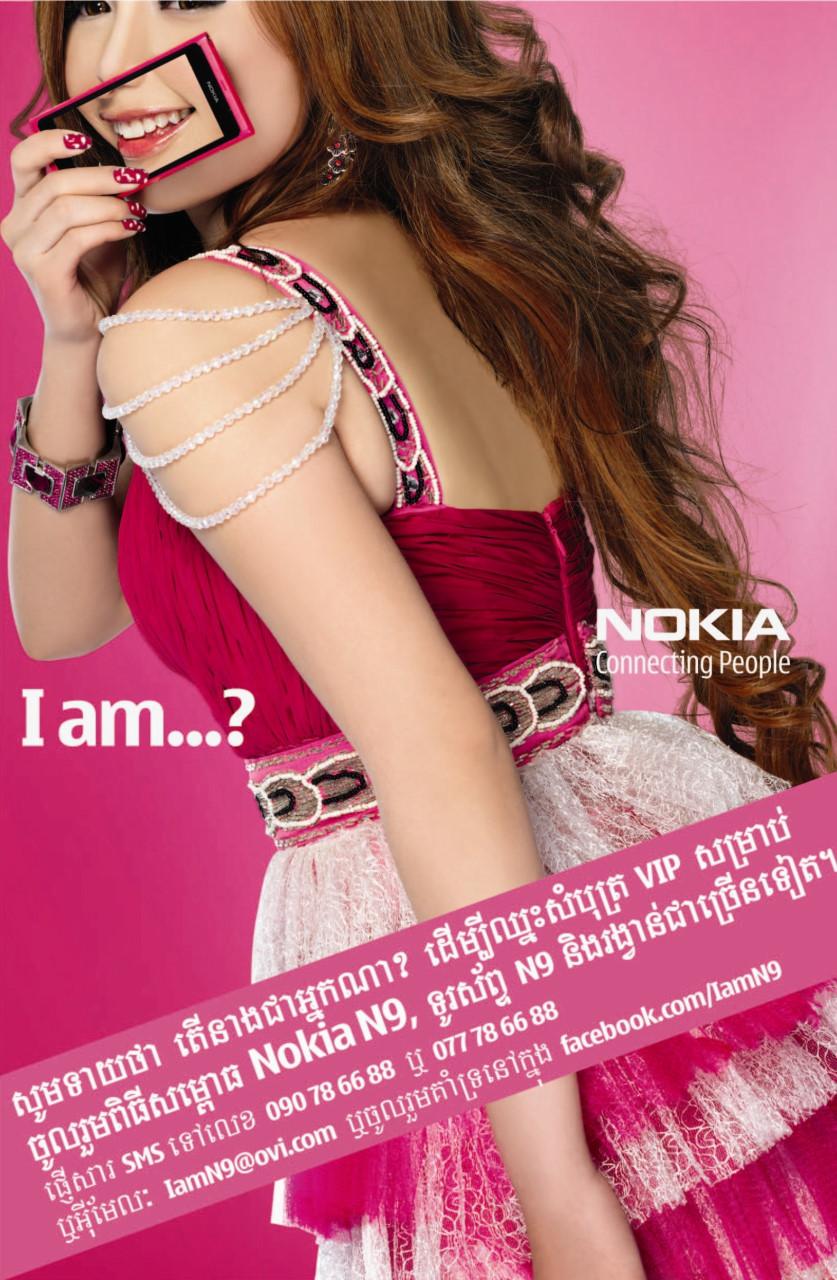 NOKIA
NOKIA
Connecting People
I am...?
សូមទាយថា តើនាងជាអ្នកណា? ដើម្បីឈ្នះសំបុត្រ VIP សម្រាប់
ចូលរួមពិធីសម្ពោធ Nokia N9, ទូរស័ព្ទ N9 និងរង្វាន់ជាច្រើនទៀត។
ផ្ញើសារ SMS ទៅលេខ 090 78 66 88 ឬ 077 78 66 88
ឬអ៊ីមែល: IamN9@ovi.com ឬចូលរួមគាំទ្រនៅក្នុង facebook.com/IamN9